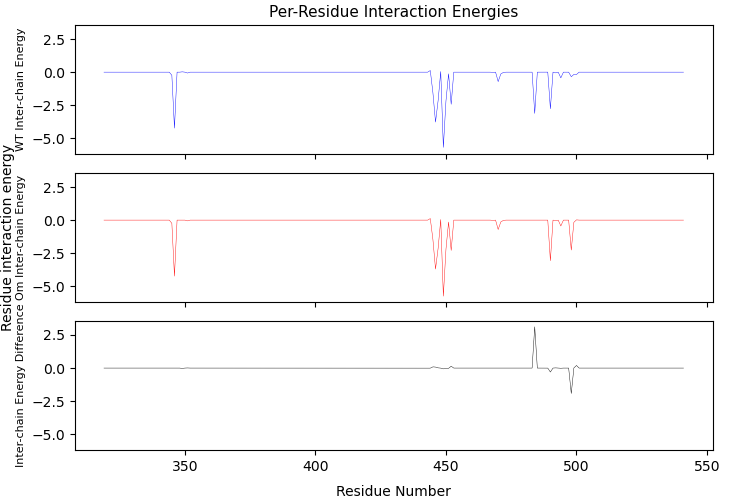 Per-Residue Interaction Energies
WT Inter-chain Energy
2.5
0.0
−2.5
−5.0
Residue interaction energy
Om Inter-chain Energy
2.5
0.0
−2.5
−5.0
Inter-chain Energy Difference
2.5
0.0
−2.5
−5.0
350 400 450 500 550
Residue Number